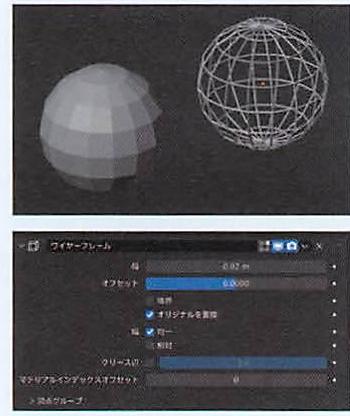 ワイヤーフレーム
幅 0.02 m
オフセット 0.0000
境界
オリジナルを置換
幅 均一
相対
クリースの
マテリアルインデックスオフセット 0
頂点グループ